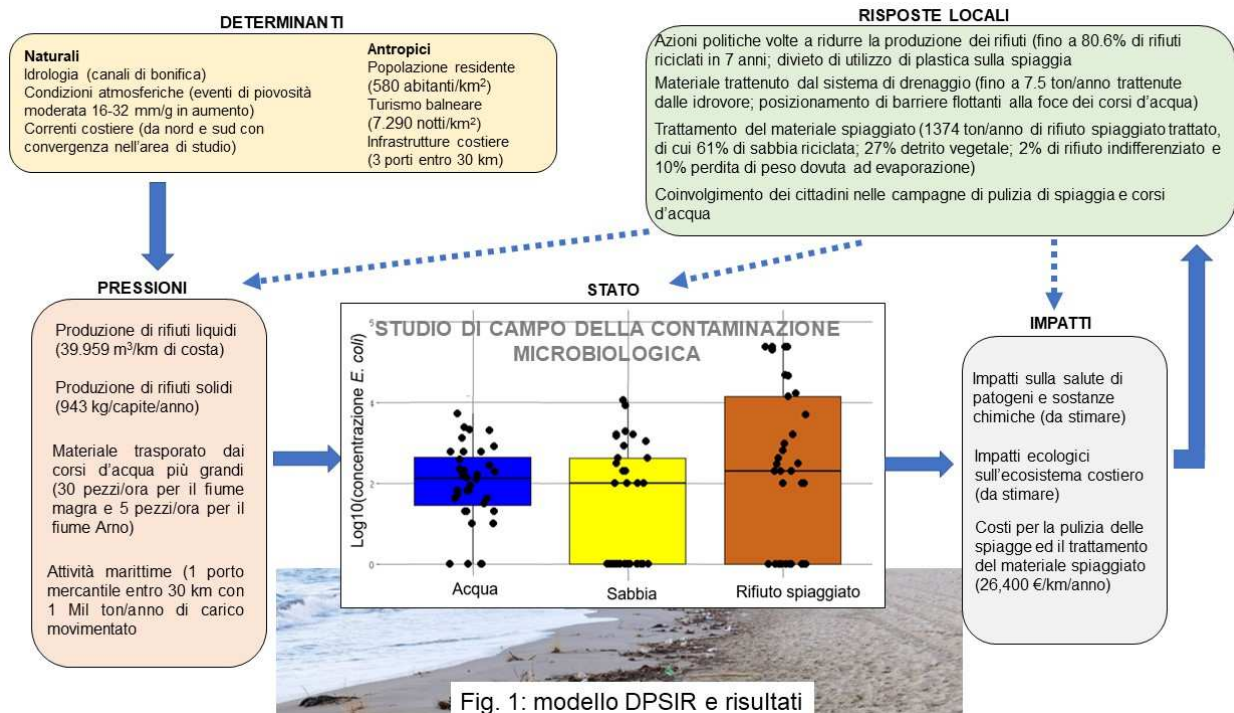 DETERMINANTI
Naturali
Idrologia (canali di bonifica)
Condizioni atmosferiche (eventi di piovosità
moderata 16-32 mm/g in aumento)
Correnti costiere (da nord e sud con
convergenza nell'area di studio)
Antropici
Popolazione residente
(580 abitanti/km²)
Turismo balneare
(7.290 notti/km²)
Infrastrutture costiere
(3 porti entro 30 km)
RISPOSTE LOCALI
Azioni politiche volte a ridurre la produzione dei rifiuti (fino a 80.6% di rifiuti
riciclati in 7 anni; divieto di utilizzo di plastica sulla spiaggia
Materiale trattenuto dal sistema di drenaggio (fino a 7.5 ton/anno trattenute
dalle idrovore; posizionamento di barriere flottanti alla foce dei corsi d'acqua)
Trattamento del materiale spiaggiato (1374 ton/anno di rifiuto spiaggiato trattato,
di cui 61% di sabbia riciclata; 27% detrito vegetale; 2% di rifiuto indifferenziato e
10% perdita di peso dovuta ad evaporazione)
Coinvolgimento dei cittadini nelle campagne di pulizia di spiaggia e corsi
d'acqua
PRESSIONI
Produzione di rifiuti liquidi
(39.959 m³/km di costa)
Produzione di rifiuti solidi
(943 kg/capite/anno)
Materiale trasporato dai
corsi d'acqua più grandi
(30 pezzi/ora per il fiume
magra e 5 pezzi/ora per il
fiume Arno)
Attività marittime (1 porto
mercantile entro 30 km con
1 Mil ton/anno di carico
movimentato
STATO
STUDIO DI CAMPO DELLA CONTAMINAZIONE
MICROBIOLOGICA
Log10(concentrazione E. coli)
5
4
2
0
Acqua
Sabbia
Rifiuto spiaggiato
IMPATTI
Impatti sulla salute di
patogeni e sostanze
chimiche (da stimare)
Impatti ecologici
sull'ecosistema costiero
(da stimare)
Costi per la pulizia delle
spiagge ed il trattamento
del materiale spiaggiato
(26,400 €/km/anno)
Fig. 1: modello DPSIR e risultati